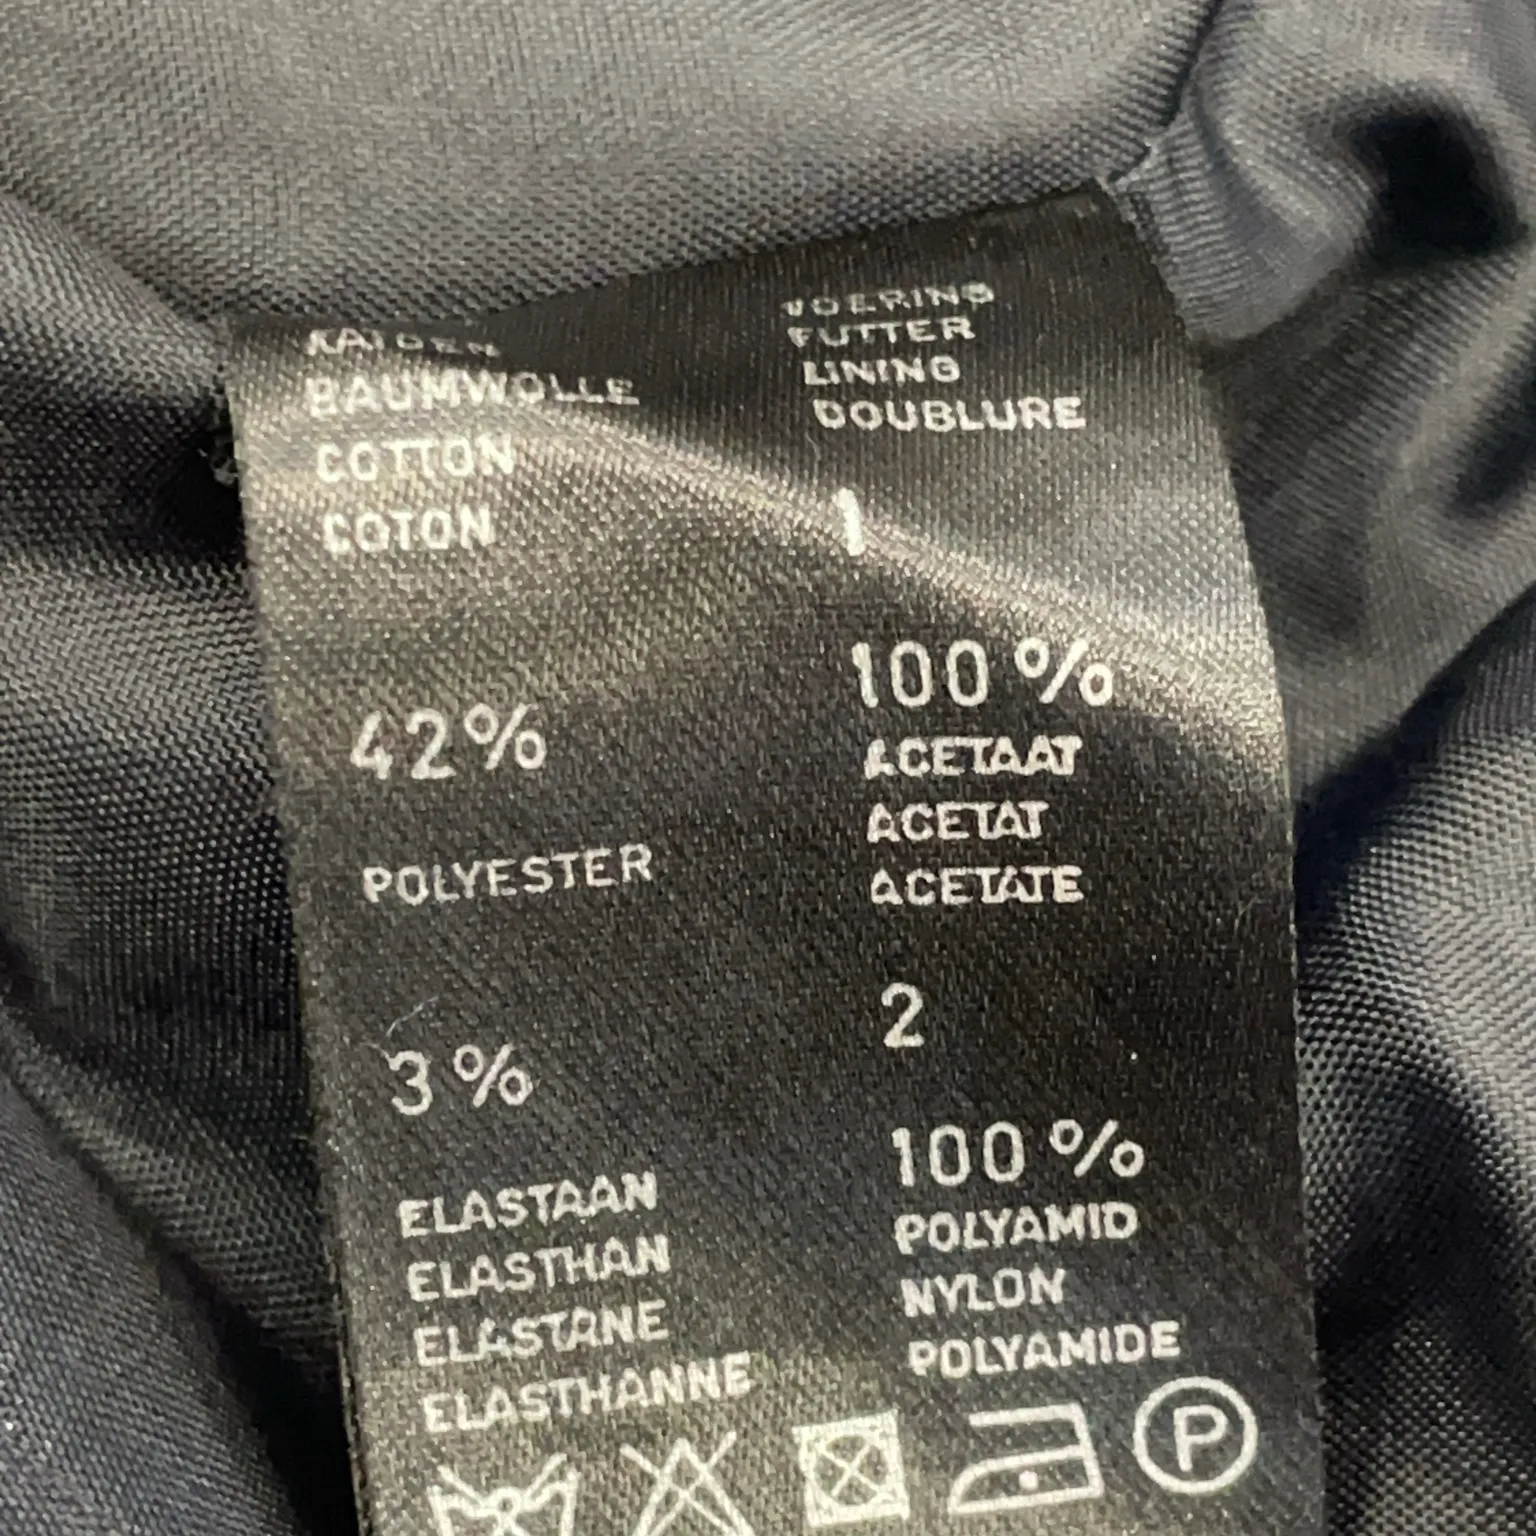 KATOEN
BAUMWOLLE
COTTON
COTON
42%
POLYESTER
3%
ELASTAAN
ELASTHAN
ELASTANE
ELASTHANNE
VOERING
FUTTER
LINING
DOUBLURE
1
100 %
ACETAAT
ACETAT
ACETATE
2
100 %
POLYAMID
NYLON
POLYAMIDE
P